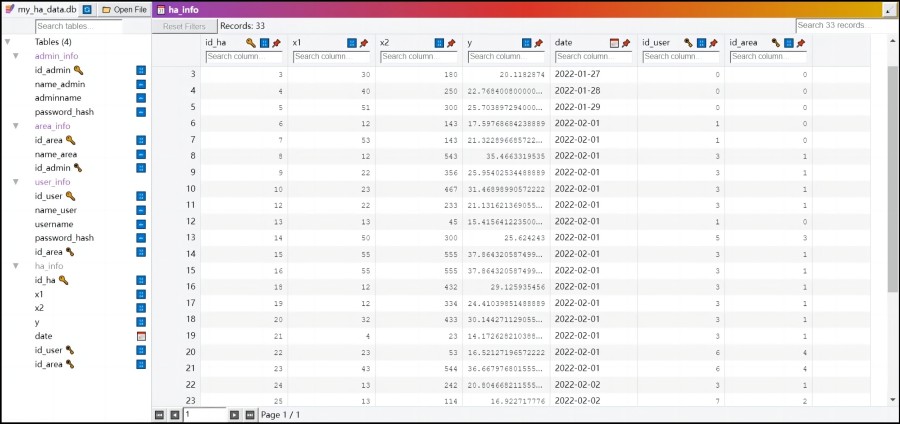 my_ha_data.db Open File
Search tables...
Tables (4)
admin_info
id_admin
name_admin
adminname
password_hash
area_info
id_area
name_area
id_admin
user_info
id_user
name_user
username
password_hash
id_area
ha_info
id_ha
x1
x2
y
date
id_user
id_area
ha_info
Reset Filters Records: 33 Search 33 records...
id_ha x1 x2 y date id_user id_area
Search column... Search column... Search column... Search column... Search column... Search column... Search column...
3 3 30 180 20.1182874 2022-01-27 0 0
4 4 40 250 22.768400800000... 2022-01-28 0 0
5 5 51 300 25.703897294000... 2022-01-29 0 0
6 6 12 143 17.59768684238889 2022-02-01 1 0
7 7 53 143 21.322896685722... 2022-02-01 1 0
8 8 12 543 35.4663319535 2022-02-01 3 1
9 9 22 356 25.95402534488889 2022-02-01 3 1
10 10 23 467 31.46898990572222 2022-02-01 3 1
11 12 22 233 21.131621369055... 2022-02-01 3 1
12 13 13 45 15.415641223500... 2022-02-01 1 0
13 14 50 300 25.624243 2022-02-01 5 3
14 15 55 555 37.864320587499... 2022-02-01 3 1
15 16 55 555 37.864320587499... 2022-02-01 3 1
16 18 12 432 29.125935456 2022-02-01 3 1
17 19 12 334 24.41039851488889 2022-02-01 3 1
18 20 32 433 30.144271129055... 2022-02-01 3 1
19 21 4 23 14.172628210388... 2022-02-01 3 1
20 22 23 53 16.52127196572222 2022-02-01 6 4
21 23 43 544 36.667976801555... 2022-02-01 6 4
22 24 13 242 20.804668211555... 2022-02-02 3 1
23 25 13 114 16.922717776 2022-02-02 7 2
1 Page 1 / 1